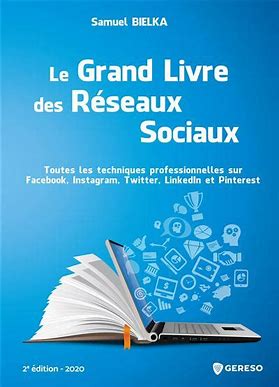 Samuel BIELKA
Le Grand Livre
des Réseaux
Sociaux
Toutes les techniques professionnelles sur
Facebook, Instagram, Twitter, LinkedIn et Pinterest
2e édition - 2020
GERESO